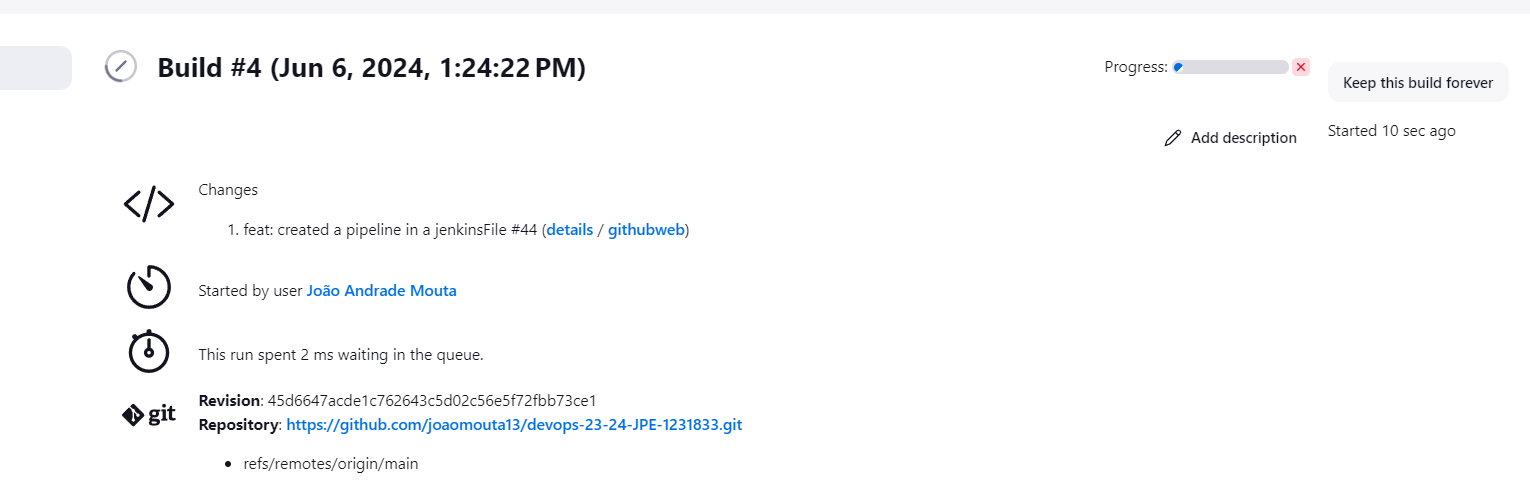 Build #4 (Jun 6, 2024, 1:24:22 PM)
Progress:
Keep this build forever
Add description
Started 10 sec ago
Changes
1. feat: created a pipeline in a jenkinsFile #44 (details / githubweb)
Started by user João Andrade Mouta
This run spent 2 ms waiting in the queue.
git
Revision: 45d6647acde1c762643c5d02c56e5f72fbb73ce1
Repository: https://github.com/joaomouta13/devops-23-24-JPE-1231833.git
• refs/remotes/origin/main